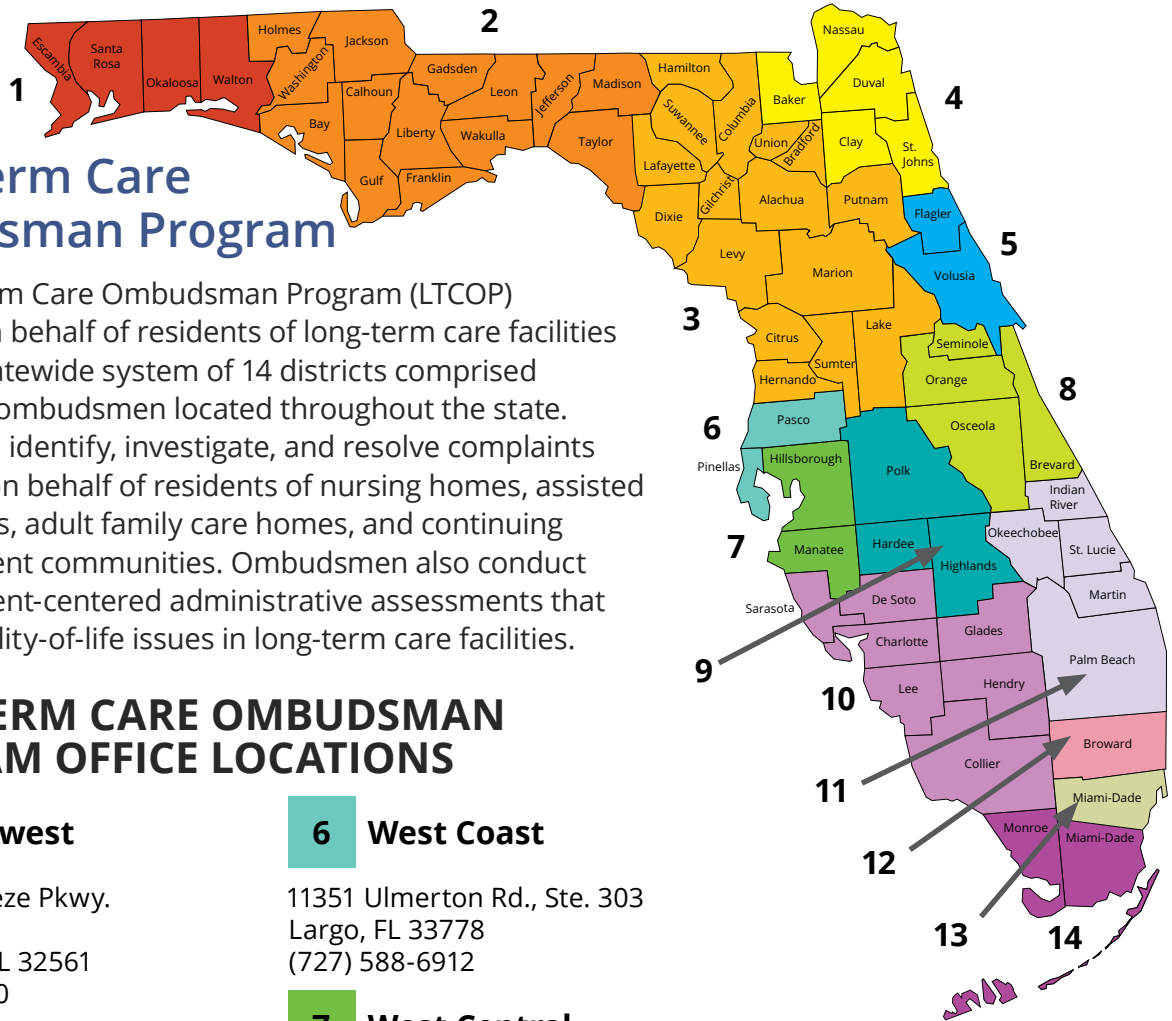 2
1
4
5
3
8
6
7
9
10
11
12
13
14
Escambia
Santa
Rosa
Okaloosa
Walton
Holmes
Washington
Jackson
Bay
Calhoun
Gulf
Gadsden
Liberty
Franklin
Leon
Wakulla
Jefferson
Madison
Taylor
Hamilton
Suwannee
Lafayette
Dixie
Columbia
Gilchrist
Union
Bradford
Alachua
Levy
Marion
Putnam
Citrus
Hernando
Sumter
Lake
Baker
Nassau
Duval
Clay
St.
Johns
Flagler
Volusia
Seminole
Orange
Osceola
Brevard
Pasco
Pinellas
Hillsborough
Manatee
Polk
Hardee
Highlands
Indian
River
Okeechobee
St. Lucie
Martin
Palm Beach
Sarasota
De Soto
Charlotte
Glades
Lee
Hendry
Collier
Broward
Miami-Dade
Monroe
Miami-Dade
erm Care
sman Program
m Care Ombudsman Program (LTCOP)
behalf of residents of long-term care facilities
atewide system of 14 districts comprised
ombudsmen located throughout the state.
identify, investigate, and resolve complaints
on behalf of residents of nursing homes, assisted
s, adult family care homes, and continuing
ent communities. Ombudsmen also conduct
ent-centered administrative assessments that
lity-of-life issues in long-term care facilities.
ERM CARE OMBUDSMAN
AM OFFICE LOCATIONS
west
eze Pkwy.
L 32561
0
6 West Coast
11351 Ulmerton Rd., Ste. 303
Largo, FL 33778
(727) 588-6912
7 West Central